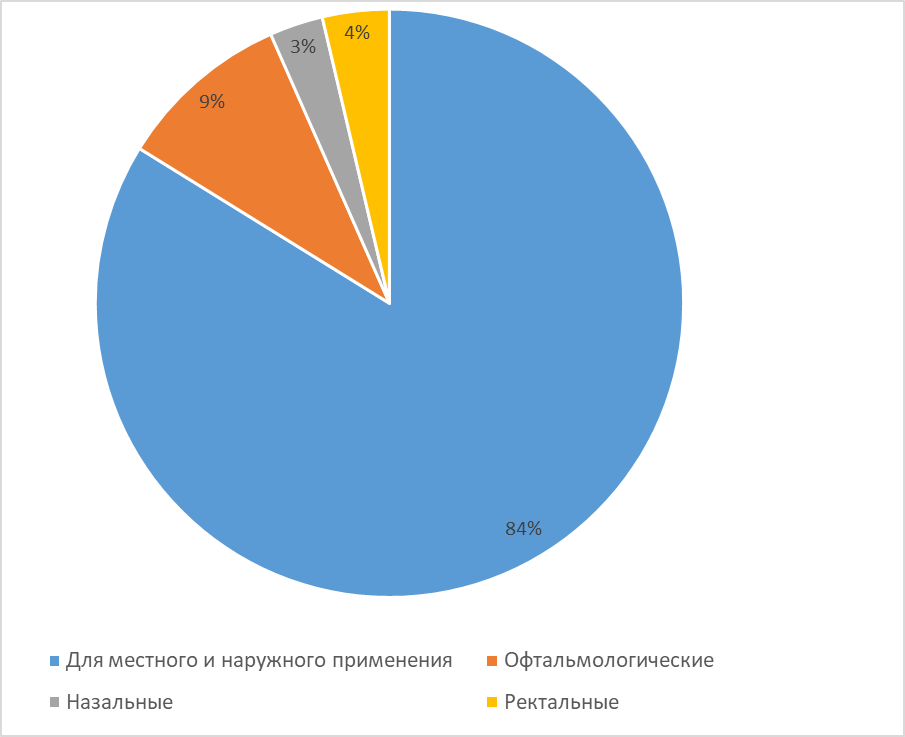 4%
3%
9%
84%
Для местного и наружного применения
Офтальмологические
Назальные
Ректальные